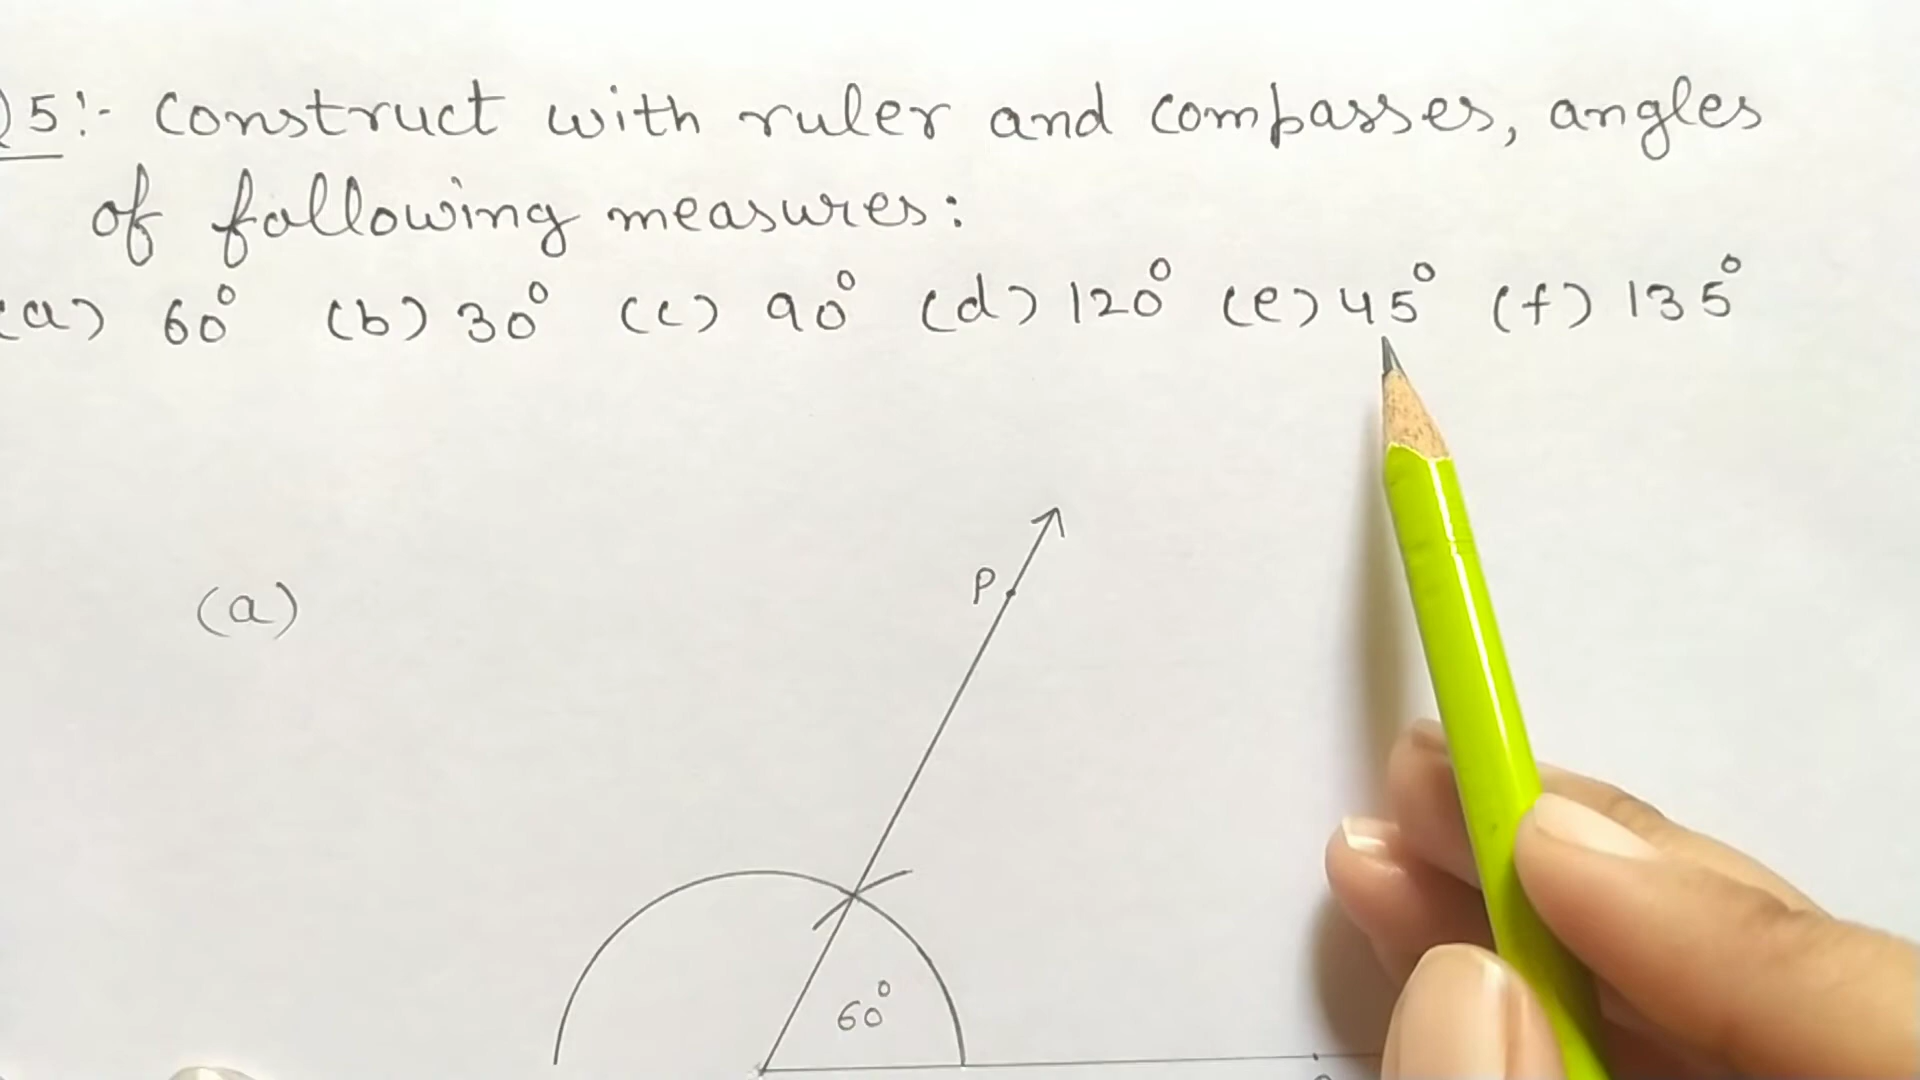 Q5:- Construct with ruler and compasses, angles
of following measures:
(a) 60° (b) 30° (c) 90° (d) 120° (e) 45° (f) 135°
(a)
P
60°